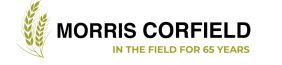 MORRIS CORFIELD
IN THE FIELD FOR 65 YEARS